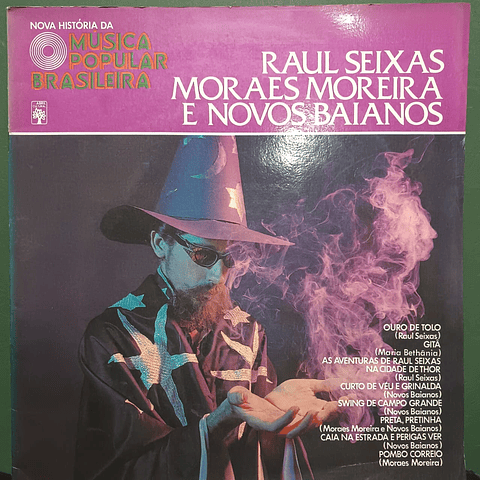 NOVA HISTÓRIA DA
MÚSICA
POPULAR
BRASILEIRA
RAUL SEIXAS
MORAES MOREIRA
E NOVOS BAIANOS
OURO DE TOLO
(Raul Seixas)
GITÁ
(Maria Bethânia)
AS AVENTURAS DE RAUL SEIXAS
NA CIDADE DE THOR
(Raul Seixas)
CURTO DE VÉU E GRINALDA
(Novos Baianos)
SWING DE CAMPO GRANDE
(Novos Baianos)
PRETA, PRETINHA
(Moraes Moreira e Novos Baianos)
CAIA NA ESTRADA E PERIGAS VER
(Novos Baianos)
POMBO CORREIO
(Moraes Moreira)